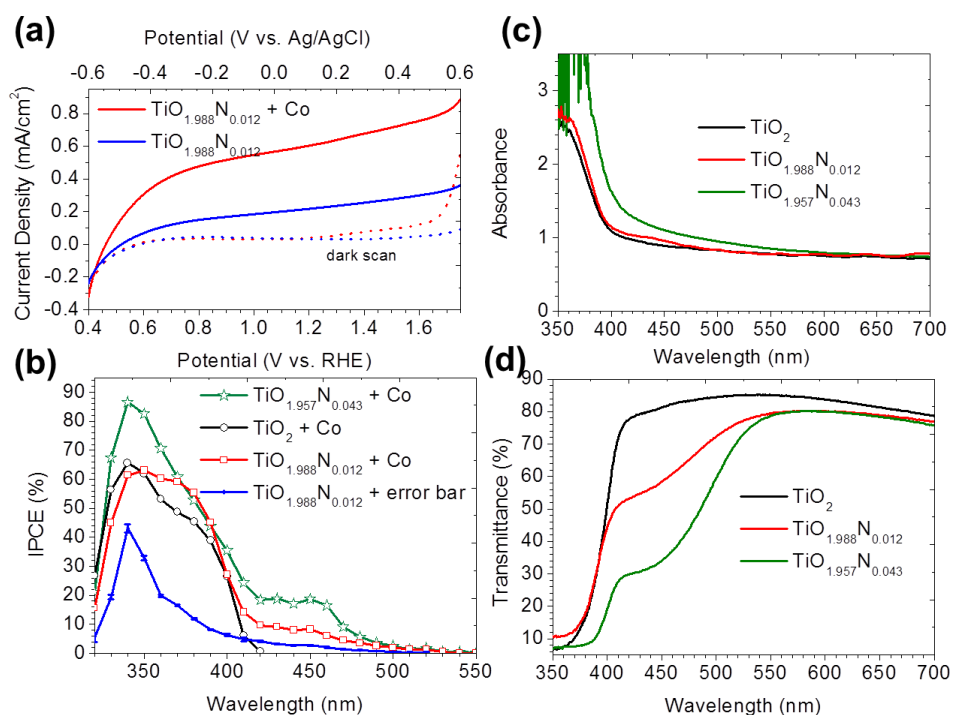 (a)
Potential (V vs. Ag/AgCl)
-0.6 -0.4 -0.2 0.0 0.2 0.4 0.6
TiO1.988N0.012 + Co
TiO1.988N0.012
dark scan
Current Density (mA/cm2)
0.8
0.6
0.4
0.2
0.0
-0.2
-0.4
0.4 0.6 0.8 1.0 1.2 1.4 1.6
Potential (V vs. RHE)
(b)
TiO1.957N0.043 + Co
TiO2 + Co
TiO1.988N0.012 + Co
TiO1.988N0.012 + error bar
IPCE (%)
90
80
70
60
50
40
30
20
10
0
350 400 450 500 550
Wavelength (nm)
(c)
TiO2
TiO1.988N0.012
TiO1.957N0.043
Absorbance
3
2
1
0
350 400 450 500 550 600 650 700
Wavelength (nm)
(d)
TiO2
TiO1.988N0.012
TiO1.957N0.043
Transmittance (%)
90
80
70
60
50
40
30
20
10
350 400 450 500 550 600 650 700
Wavelength (nm)